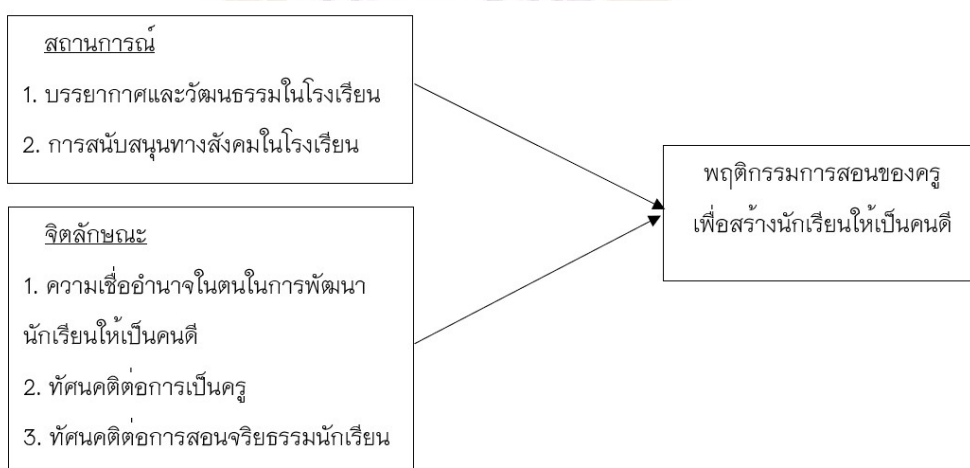 สถานการณ์
1. บรรยากาศและวัฒนธรรมในโรงเรียน
2. การสนับสนุนทางสังคมในโรงเรียน
จิตลักษณะ
1. ความเชื่ออำนาจในตนในการพัฒนา
นักเรียนให้เป็นคนดี
2. ทัศนคติต่อการเป็นครู
3. ทัศนคติต่อการสอนจริยธรรมนักเรียน
พฤติกรรมการสอนของครู
เพื่อสร้างนักเรียนให้เป็นคนดี